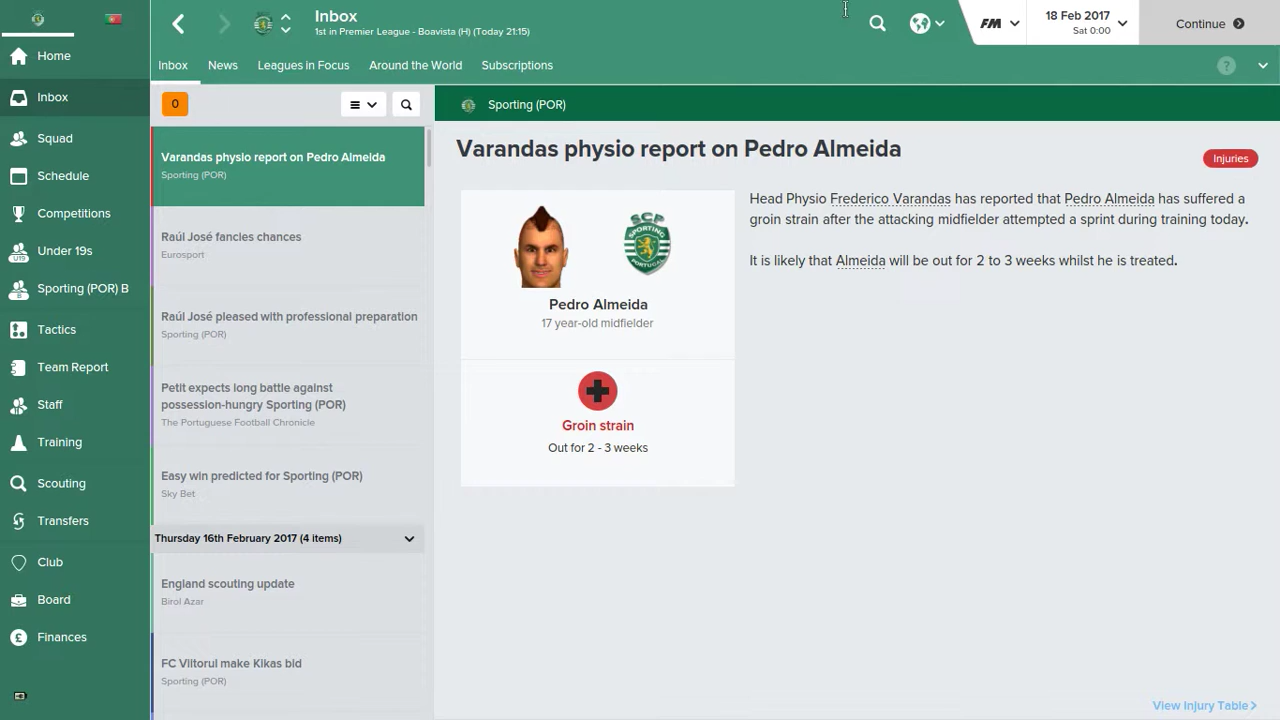 Inbox
1st in Premier League - Boavista (H) (Today 21:15)
FM
18 Feb 2017
Sat 0:00
Continue
Home
Inbox
Squad
Schedule
Competitions
U19
Under 19s
B
Sporting (POR) B
Tactics
Team Report
Staff
Training
Scouting
Transfers
Club
Board
£
Finances
Inbox
News
Leagues in Focus
Around the World
Subscriptions
?
0
Varandas physio report on Pedro Almeida
Sporting (POR)
Raúl José fancies chances
Eurosport
Raúl José pleased with professional preparation
Sporting (POR)
Petit expects long battle against
possession-hungry Sporting (POR)
The Portuguese Football Chronicle
Easy win predicted for Sporting (POR)
Sky Bet
Thursday 16th February 2017 (4 items)
England scouting update
Birol Azar
FC Viitorul make Kikas bid
Sporting (POR)
Sporting (POR)
Varandas physio report on Pedro Almeida
Injuries
SCP
SPORTING
PORTUGAL
Pedro Almeida
17 year-old midfielder
Groin strain
Out for 2 - 3 weeks
Head Physio Frederico Varandas has reported that Pedro Almeida has suffered a
groin strain after the attacking midfielder attempted a sprint during training today.
It is likely that Almeida will be out for 2 to 3 weeks whilst he is treated.
View Injury Table >